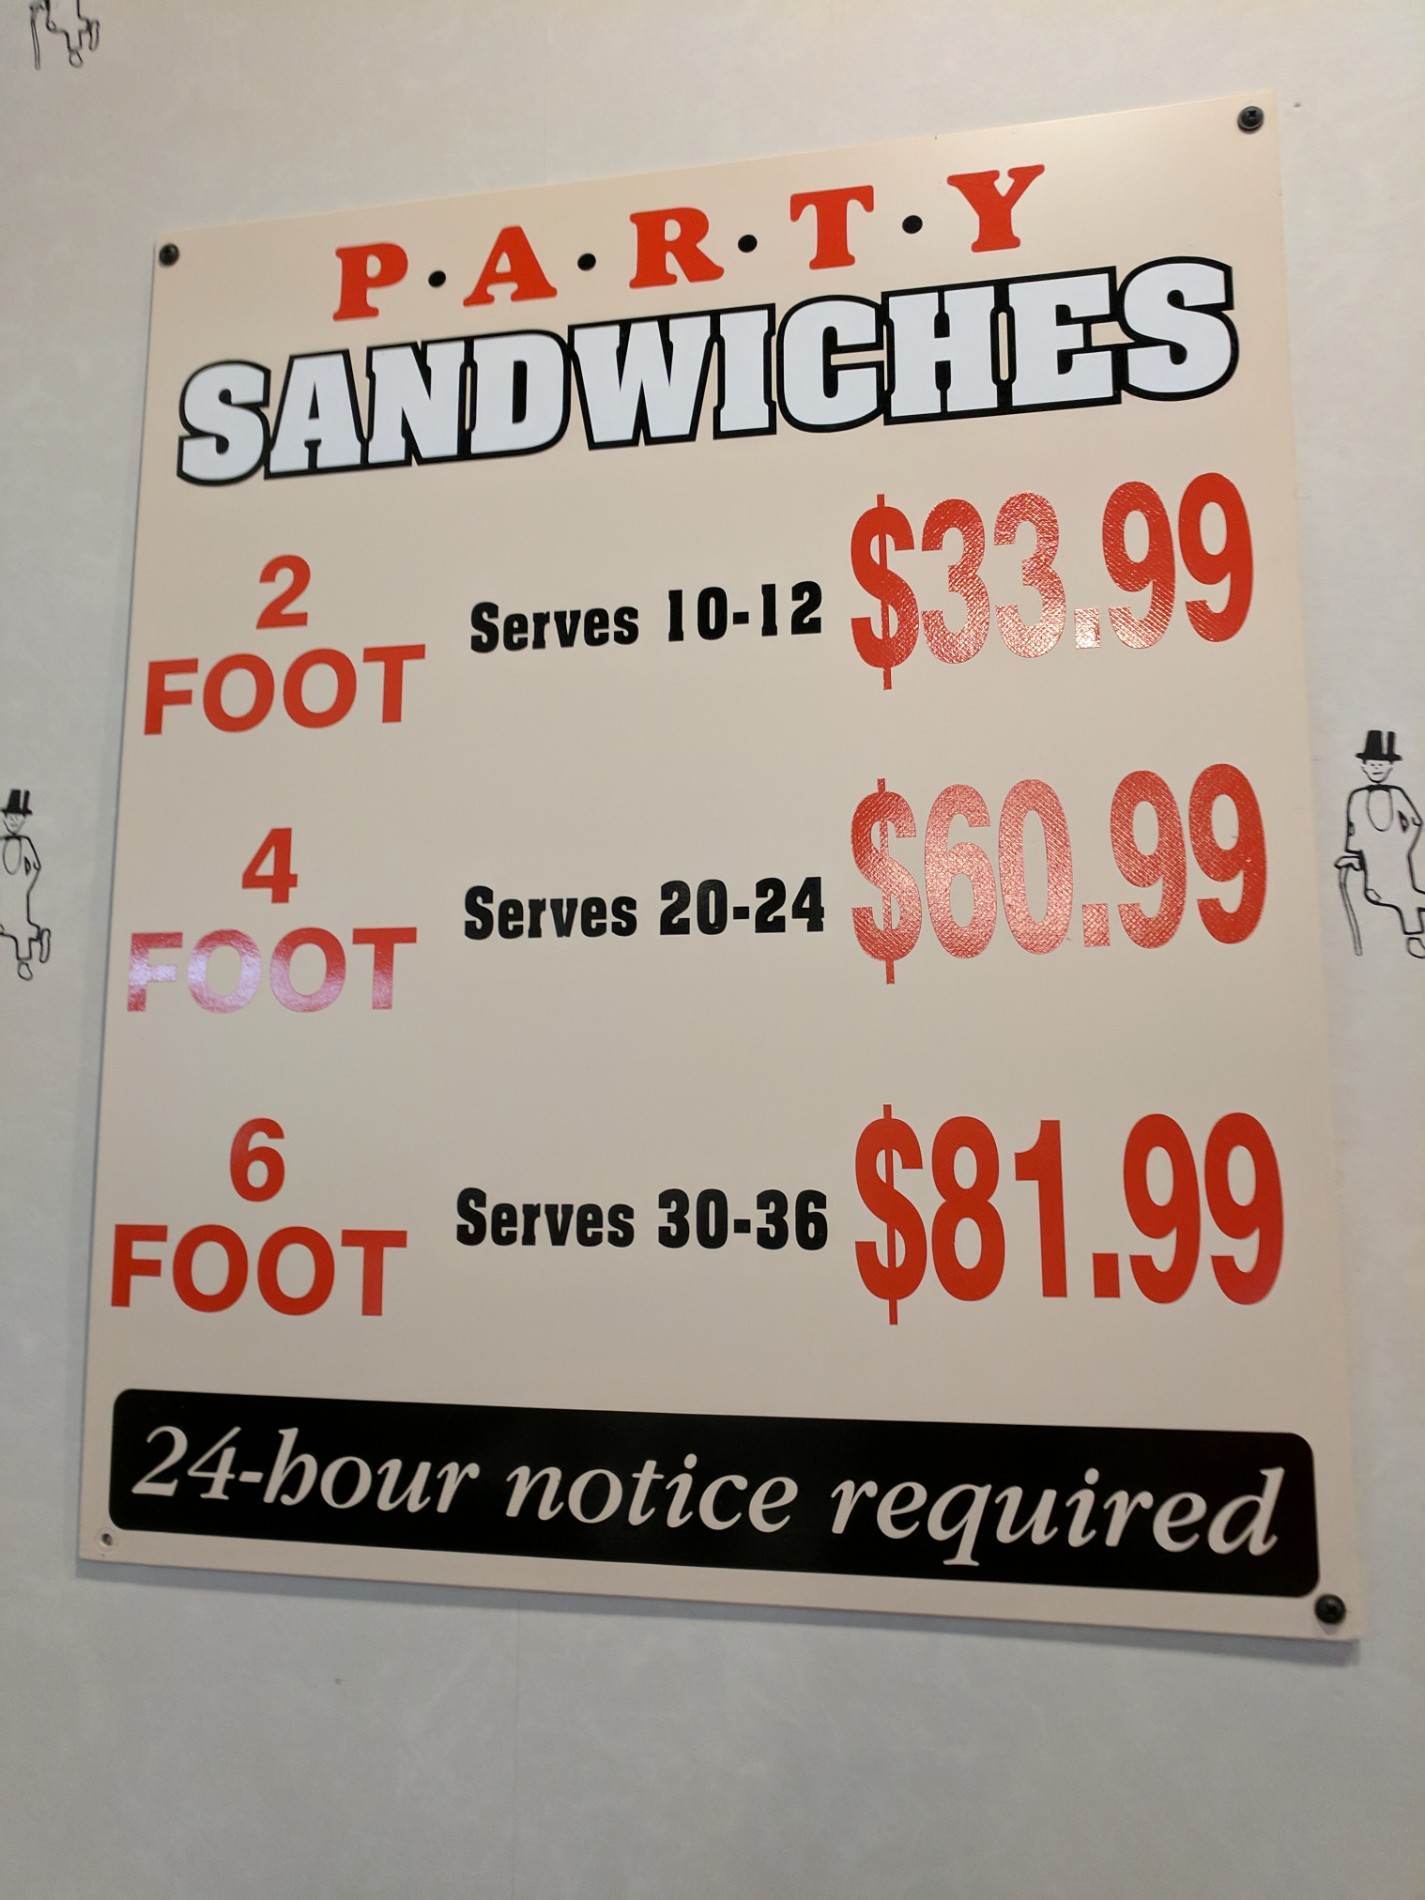 P·A·R·T·Y
SANDWICHES
2
FOOT
Serves 10-12 $33.99
4
FOOT
Serves 20-24 $60.99
6
FOOT
Serves 30-36 $81.99
24-hour notice required